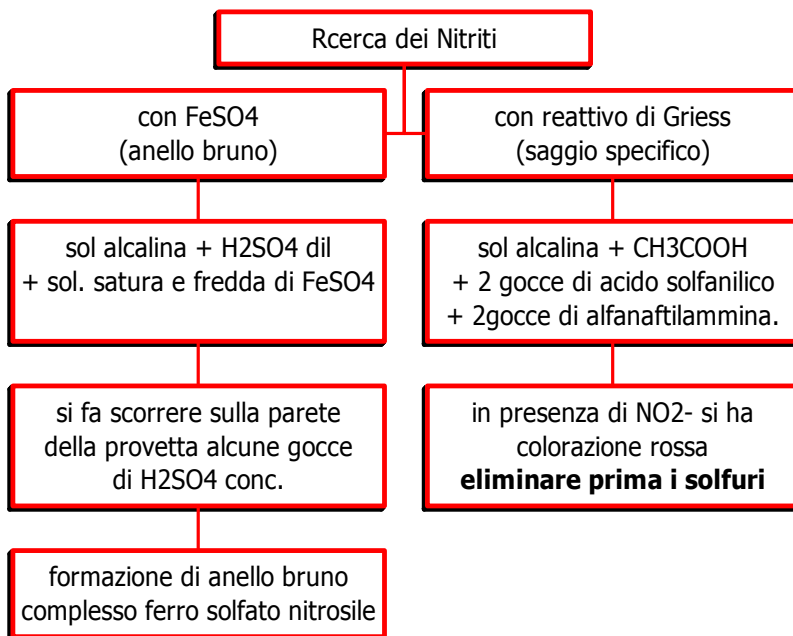 Rcerca dei Nitriti
con FeSO4
(anello bruno)
con reattivo di Griess
(saggio specifico)
sol alcalina + H2SO4 dil
+ sol. satura e fredda di FeSO4
sol alcalina + CH3COOH
+ 2 gocce di acido solfanilico
+ 2gocce di alfanaftilammina.
si fa scorrere sulla parete
della provetta alcune gocce
di H2SO4 conc.
in presenza di NO2- si ha
colorazione rossa
eliminare prima i solfuri
formazione di anello bruno
complesso ferro solfato nitrosile